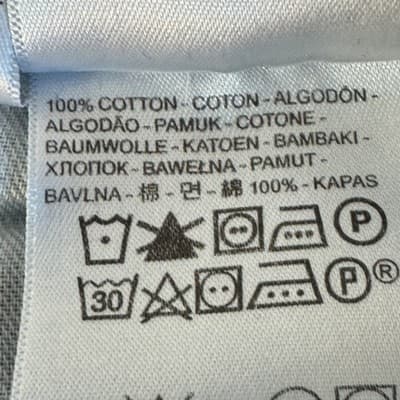 100% COTTON - COTON - ALGODÓN -
ALGODÃO - PAMUK - COTONE -
BAUMWOLLE - KATOEN - BAMBAKI -
ХЛОПОК - BAWEŁNA - PAMUT -
BAVLNA - 棉 - 면 - 綿 100% - KAPAS
P
30 P ®